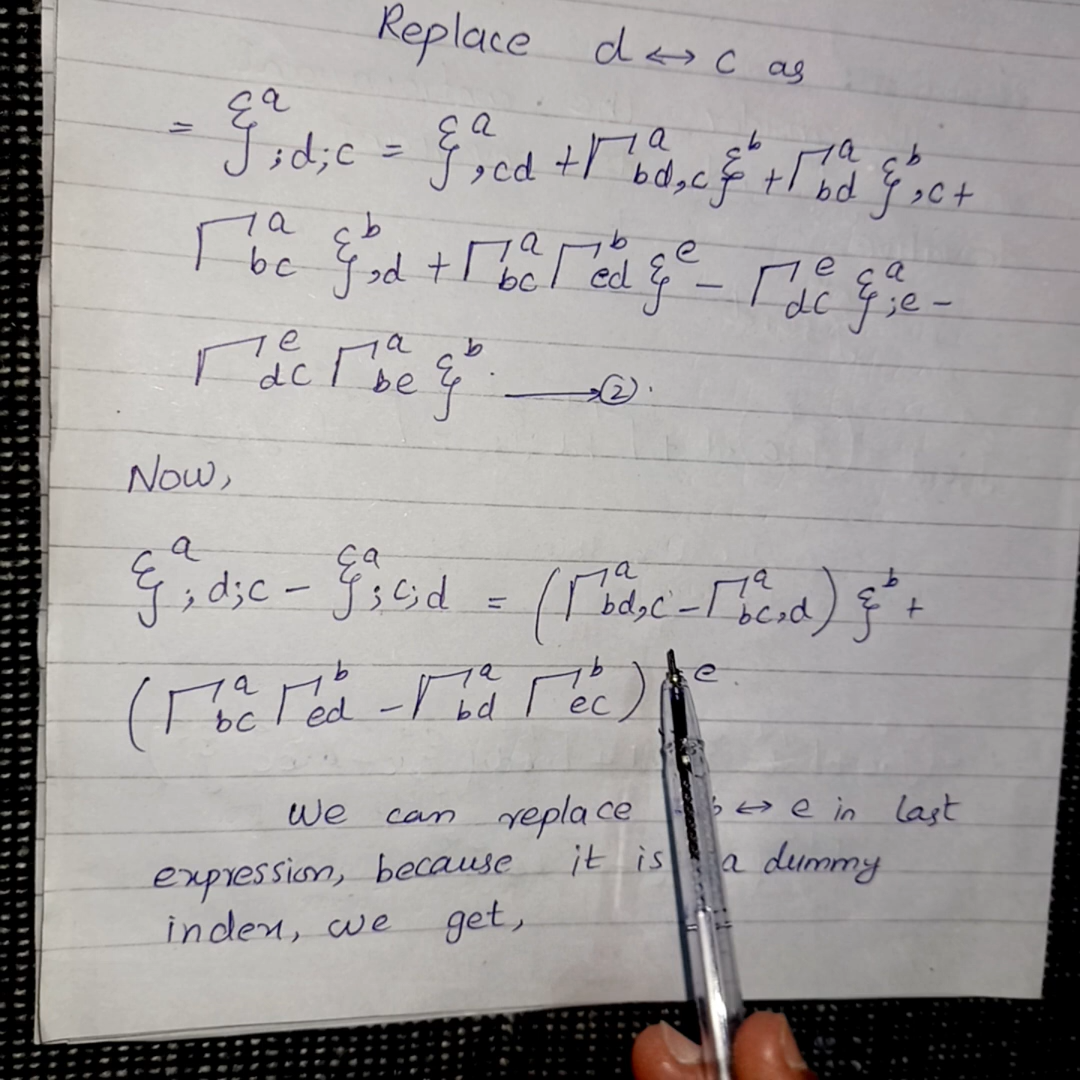 Replace d ↔ c as
= ξ^a_{;d;c} = ξ^a_{,cd} + Γ^a_{bd,c} ξ^b + Γ^a_{bd} ξ^b_{,c} +
Γ^a_{bc} ξ^b_{,d} + Γ^a_{bc} Γ^b_{ed} ξ^e - Γ^e_{dc} ξ^a_{;e} -
Γ^e_{dc} Γ^a_{be} ξ^b. ⟶ ②.
Now,
ξ^a_{;d;c} - ξ^a_{;c;d} = (Γ^a_{bd,c} - Γ^a_{bc,d}) ξ^b +
(Γ^a_{bc} Γ^b_{ed} - Γ^a_{bd} Γ^b_{ec}) e.
We can replace b ↔ e in last
expression, because it is a dummy
index, we get,